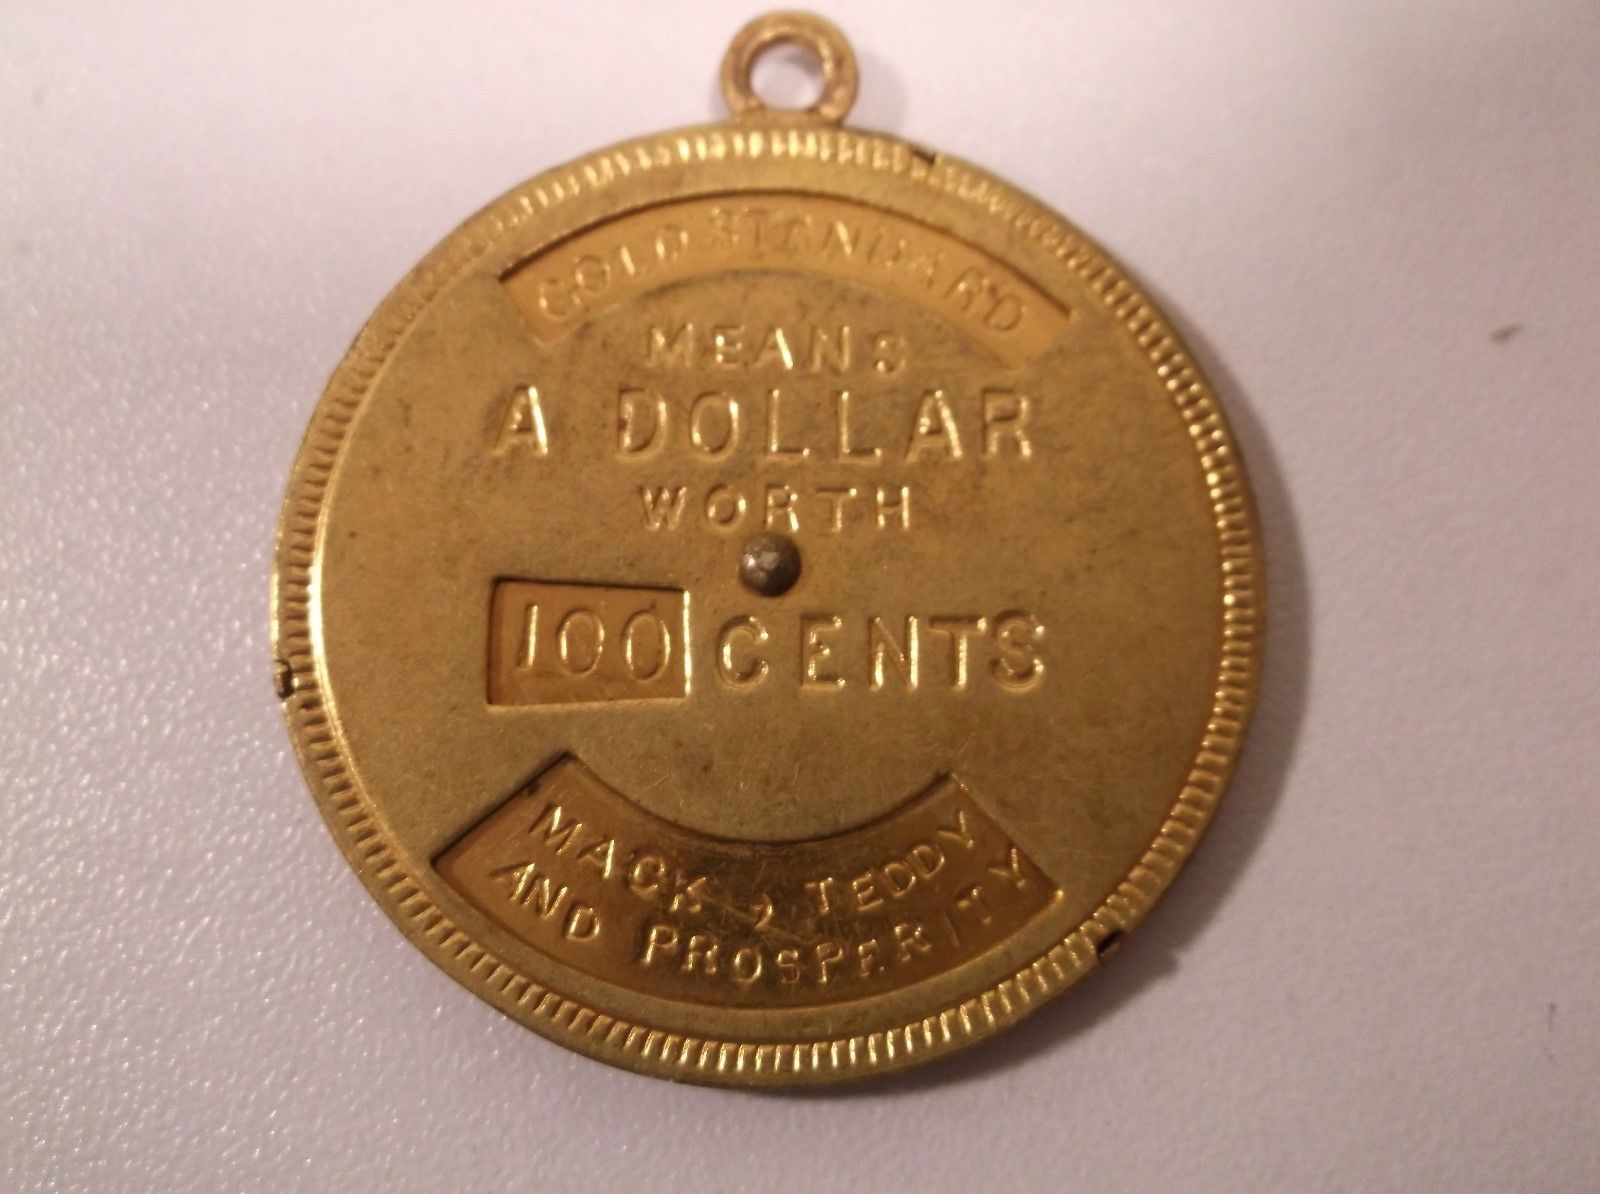 GOLD STANDARD
MEANS
A DOLLAR
WORTH
100 CENTS
MACK, TEDDY
AND PROSPERITY